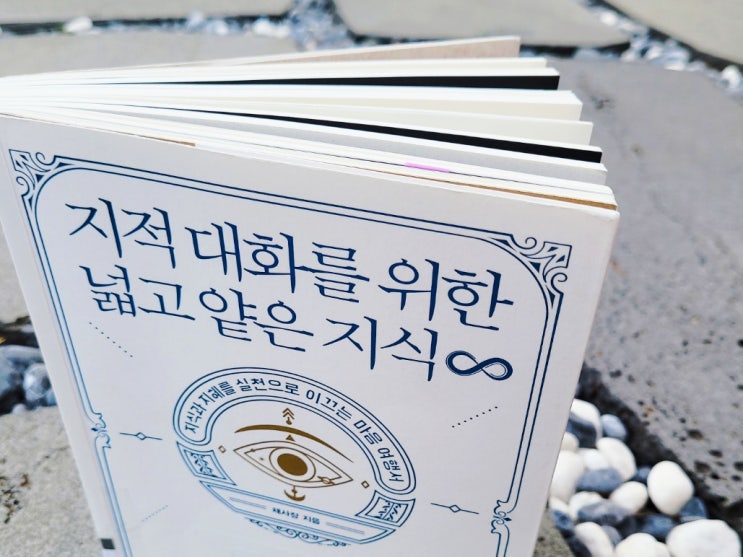 지적 대화를 위한
넓고 얕은 지식∞
지식과 지혜를 실천으로 이끄는 마음 여행서
채사장 지음